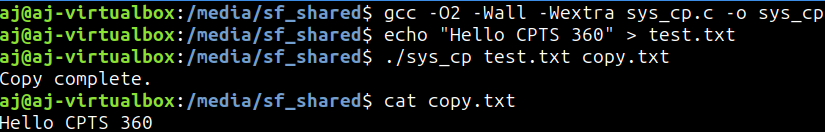 aj@aj-virtualbox:/media/sf_shared$ gcc -O2 -Wall -Wextra sys_cp.c -o sys_cp
aj@aj-virtualbox:/media/sf_shared$ echo "Hello CPTS 360" > test.txt
aj@aj-virtualbox:/media/sf_shared$ ./sys_cp test.txt copy.txt
Copy complete.
aj@aj-virtualbox:/media/sf_shared$ cat copy.txt
Hello CPTS 360